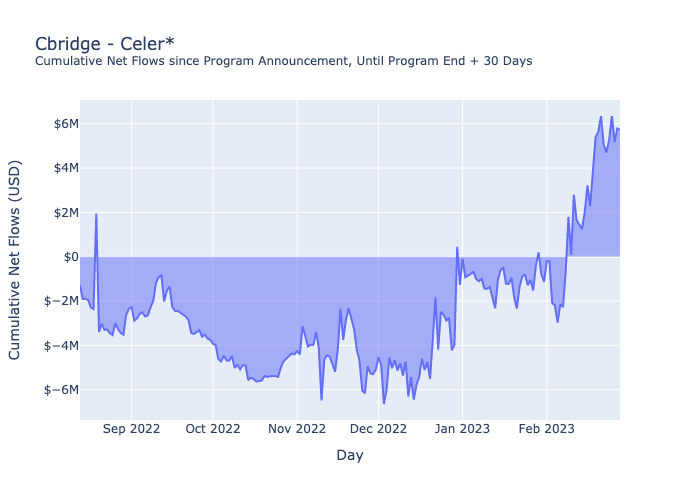 Cbridge - Celer*
Cumulative Net Flows since Program Announcement, Until Program End + 30 Days
Cumulative Net Flows (USD)
$6M
$4M
$2M
$0
$−2M
$−4M
$−6M
Sep 2022 Oct 2022 Nov 2022 Dec 2022 Jan 2023 Feb 2023
Day